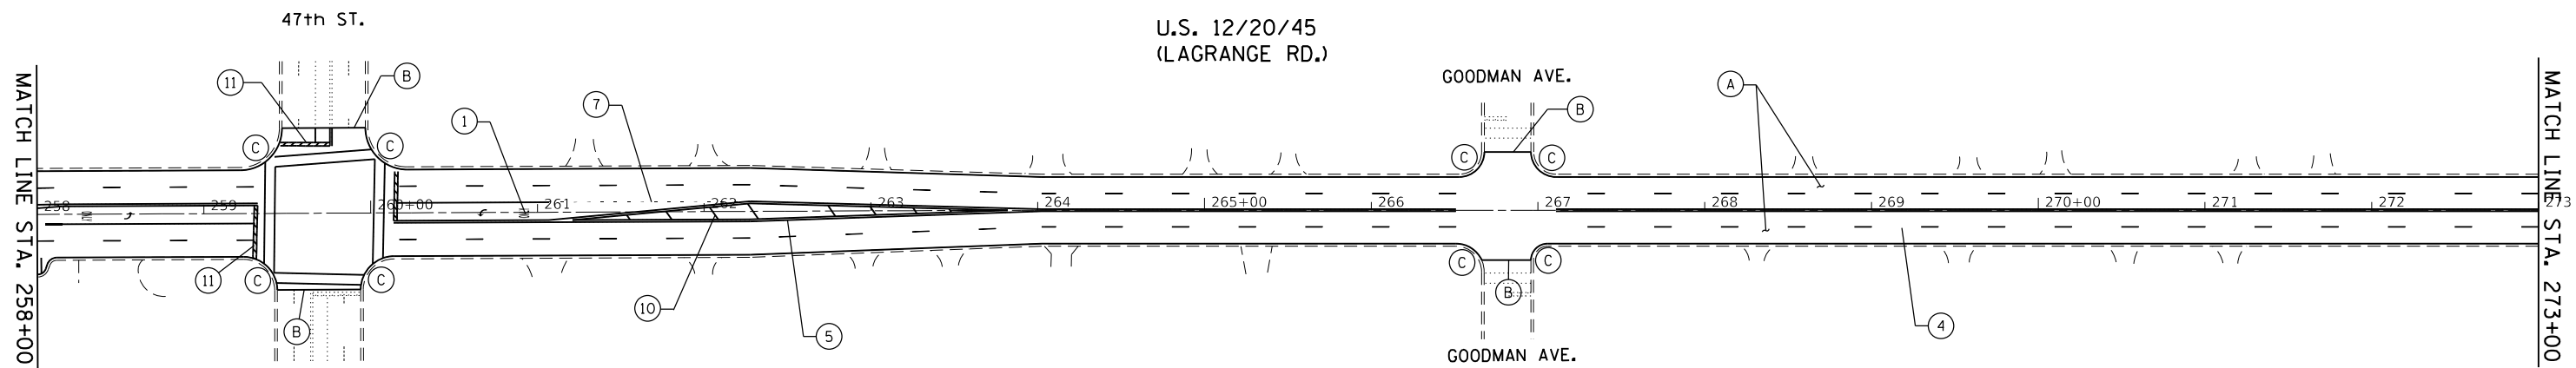 47th ST.
U.S. 12/20/45
(LAGRANGE RD.)
MATCH LINE STA. 258+00
11
B
1
7
GOODMAN AVE.
B
A
MATCH LINE STA. 273+00
C
C
C
C
258
259
260+00
261
262
263
264
265+00
266
267
268
269
270+00
271
272
273
11
C
C
B
10
5
C
C
B
4
GOODMAN AVE.